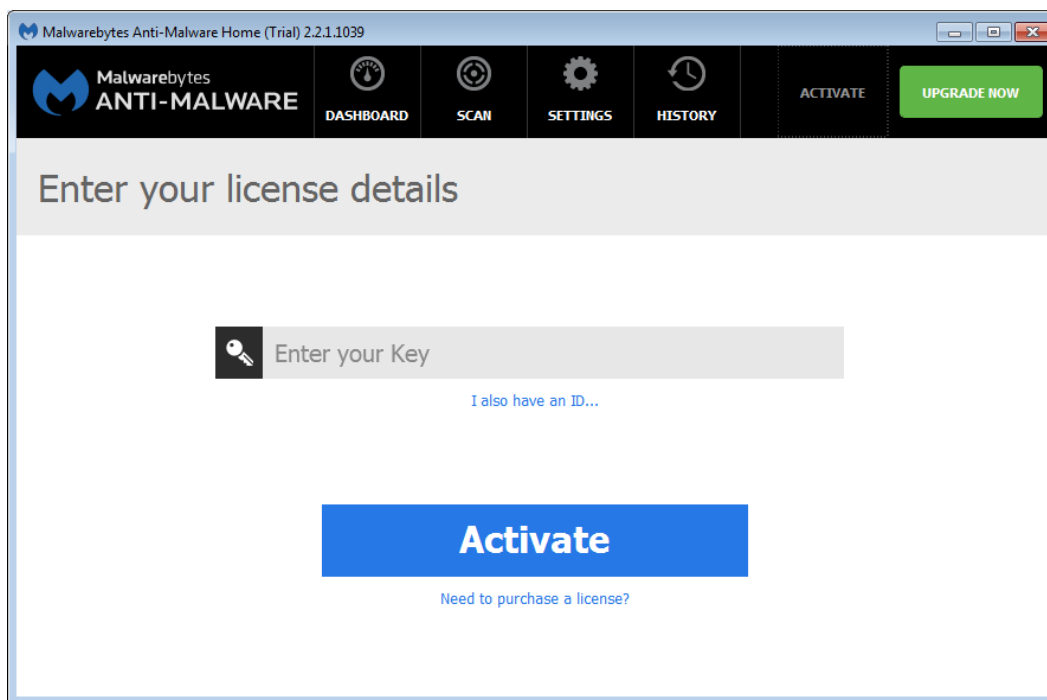 Malwarebytes Anti-Malware Home (Trial) 2.2.1.1039
Malwarebytes
ANTI-MALWARE
DASHBOARD
SCAN
SETTINGS
HISTORY
ACTIVATE
UPGRADE NOW
Enter your license details
Enter your Key
I also have an ID...
Activate
Need to purchase a license?